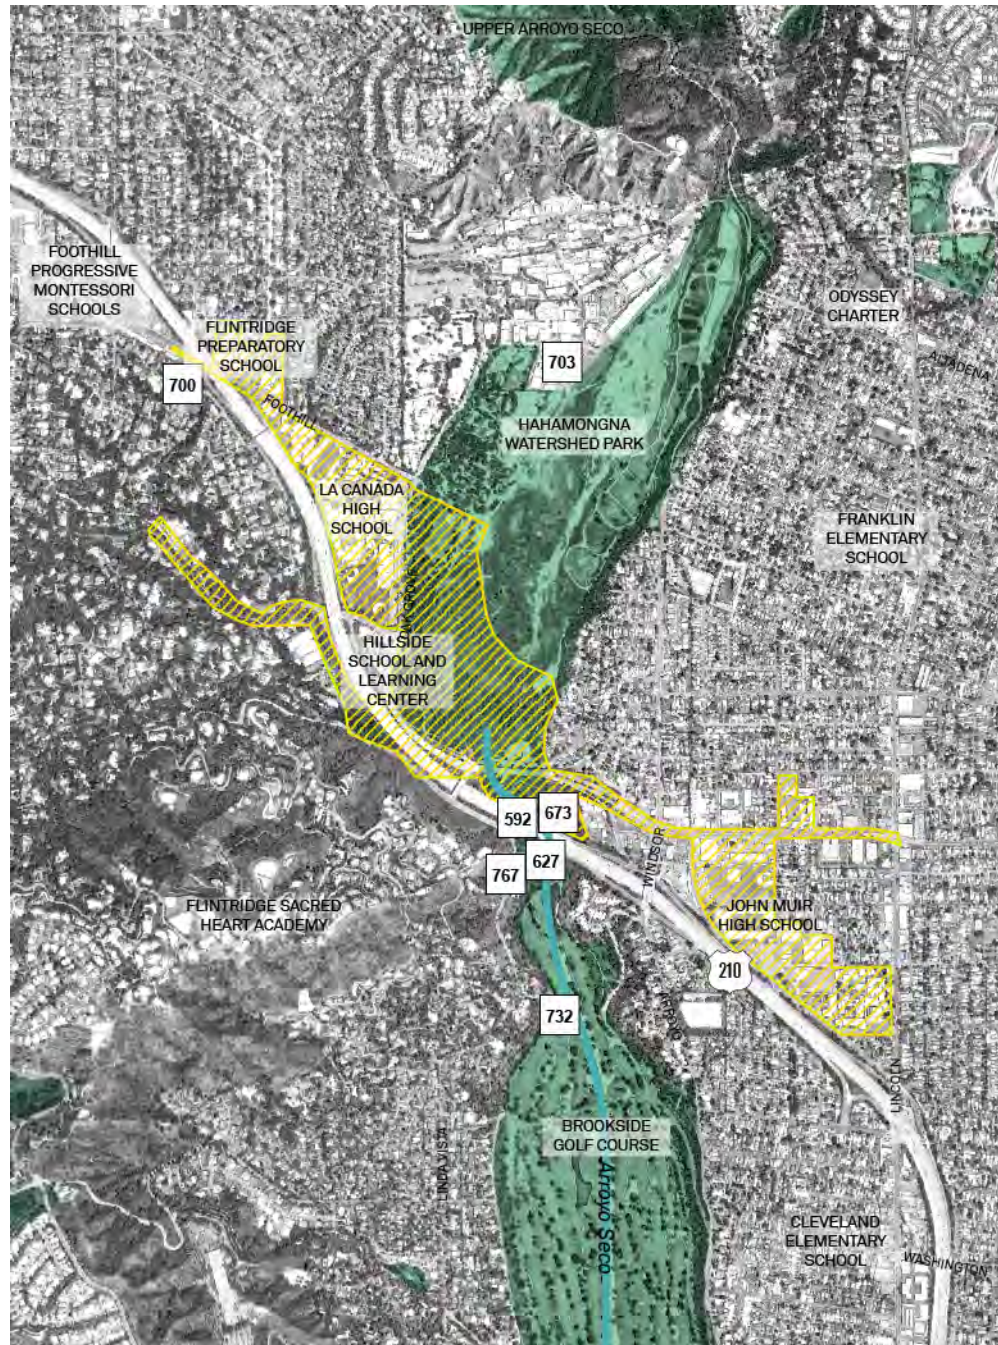 UPPER ARROYO SECO
FOOTHILL
PROGRESSIVE
MONTESSORI
SCHOOLS
ODYSSEY
CHARTER
FLINTRIDGE
PREPARATORY
SCHOOL
703
ALTADENA
700
FOOTHILL
HAHAMONGNA
WATERSHED PARK
LA CANADA
HIGH
SCHOOL
FRANKLIN
ELEMENTARY
SCHOOL
OAK GROVE
HILLSIDE
SCHOOL AND
LEARNING
CENTER
592
673
WINDSOR
767
627
FLINTRIDGE SACRED
HEART ACADEMY
JOHN MUIR
HIGH SCHOOL
210
732
ARROYO
LINCOLN
BROOKSIDE
GOLF COURSE
LINDA VISTA
Arroyo Seco
CLEVELAND
ELEMENTARY
SCHOOL
WASHINGTON